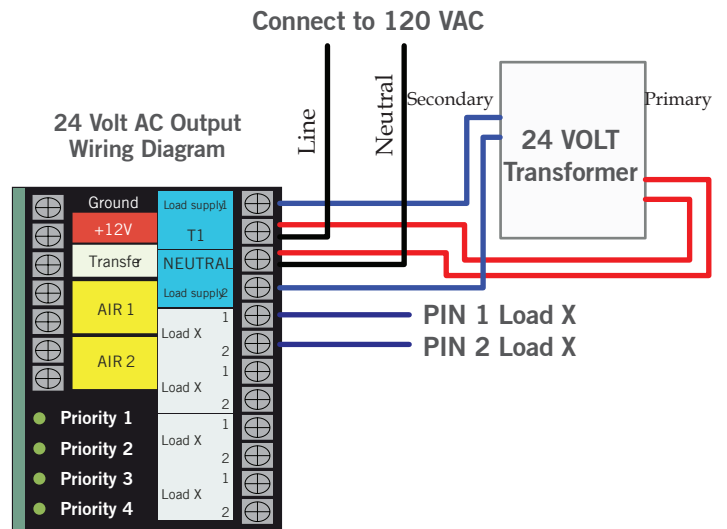 Connect to 120 VAC
Line
Neutral
Secondary
Primary
24 VOLT
Transformer
24 Volt AC Output
Wiring Diagram
Ground
+12V
Transfer
AIR 1
AIR 2
Load supply1
T1
NEUTRAL
Load supply2
Load X
1
2
Load X
1
2
Load X
1
2
Load X
1
2
PIN 1 Load X
PIN 2 Load X
Priority 1
Priority 2
Priority 3
Priority 4